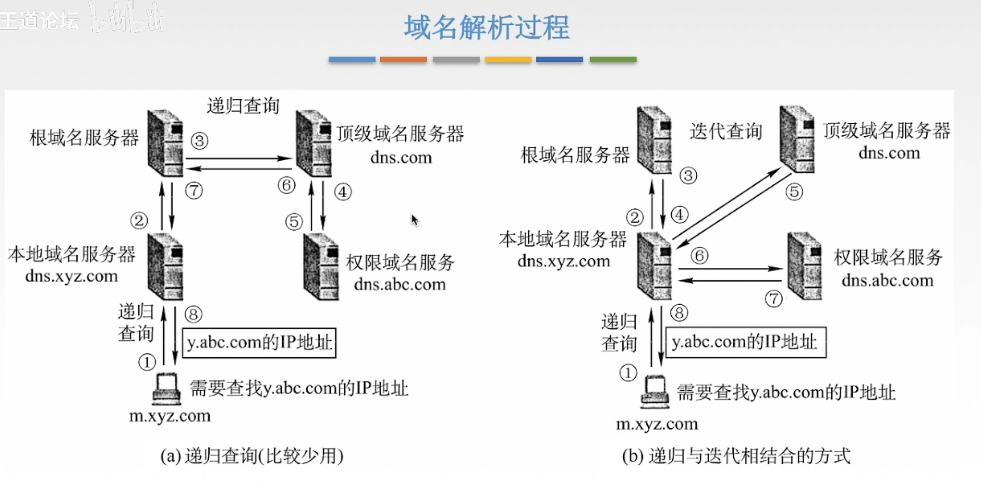 王道论坛
域名解析过程
递归查询
根域名服务器
③
顶级域名服务器
dns.com
⑥
⑦
④
②
⑤
本地域名服务器
dns.xyz.com
权限域名服务
dns.abc.com
递归
查询
⑧
y.abc.com的IP地址
①
需要查找y.abc.com的IP地址
m.xyz.com
(a) 递归查询(比较少用)
迭代查询
顶级域名服务器
dns.com
根域名服务器
③
⑤
②
④
本地域名服务器
dns.xyz.com
⑥
权限域名服务
dns.abc.com
⑦
递归
查询
⑧
y.abc.com的IP地址
①
需要查找y.abc.com的IP地址
m.xyz.com
(b) 递归与迭代相结合的方式